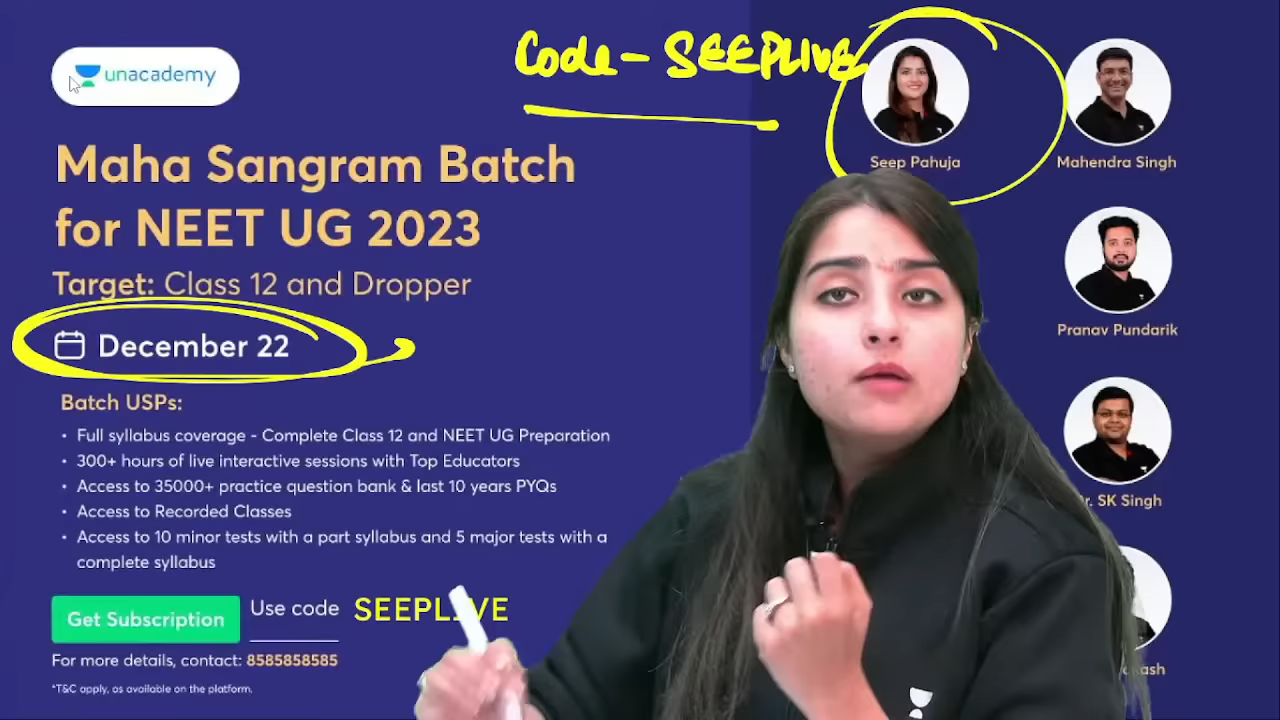 Code - SEEPLIVE
unacademy
Seep Pahuja
Mahendra Singh
Maha Sangram Batch
for NEET UG 2023
Target: Class 12 and Dropper
Pranav Pundarik
December 22
Batch USPs:
• Full syllabus coverage - Complete Class 12 and NEET UG Preparation
• 300+ hours of live interactive sessions with Top Educators
• Access to 35000+ practice question bank & last 10 years PYQs
• Access to Recorded Classes
• Access to 10 minor tests with a part syllabus and 5 major tests with a
complete syllabus
SK Singh
Get Subscription
Use code SEEPLIVE
For more details, contact: 8585858585
*T&C apply, as available on the platform.